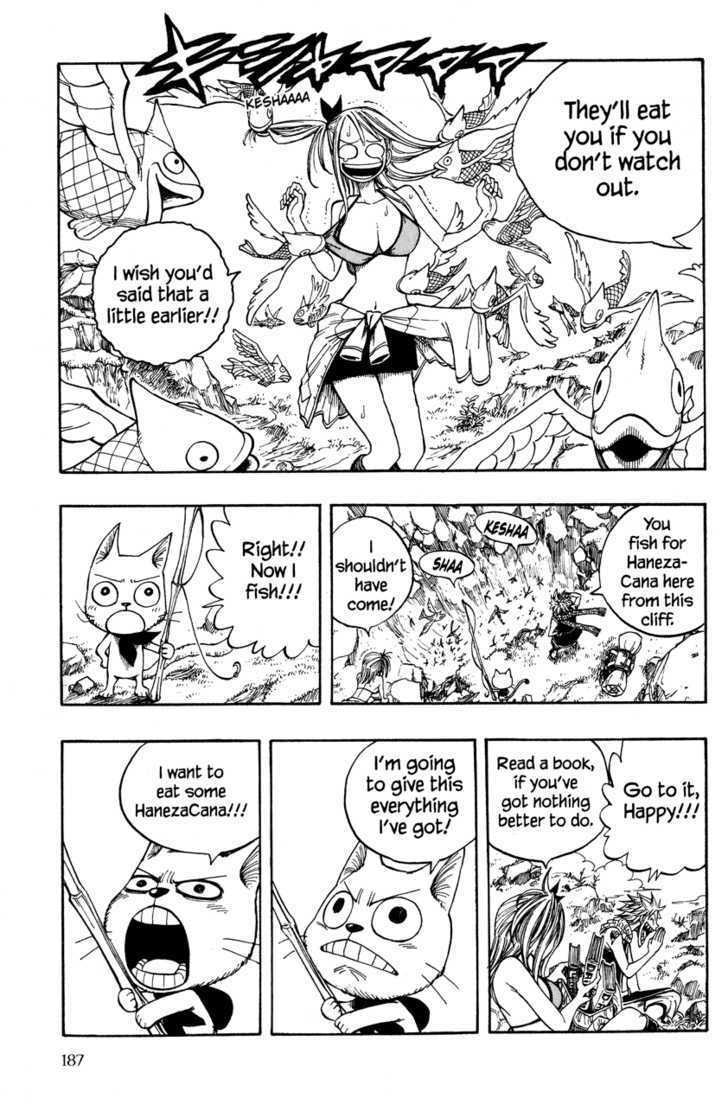 They'll eat
you if you
don't watch
out.
KESHAAAA
I wish you'd
said that a
little earlier!!
You
fish for
Haneza-
Cana here
from this
cliff.
KESHAA
SHAA
I
shouldn't
have
come!
Right!!
Now I
fish!!!
Go to it,
Happy!!!
Read a book,
if you've
got nothing
better to do.
I'm going
to give this
everything
I've got!
I want to
eat some
HanezaCana!!!
187